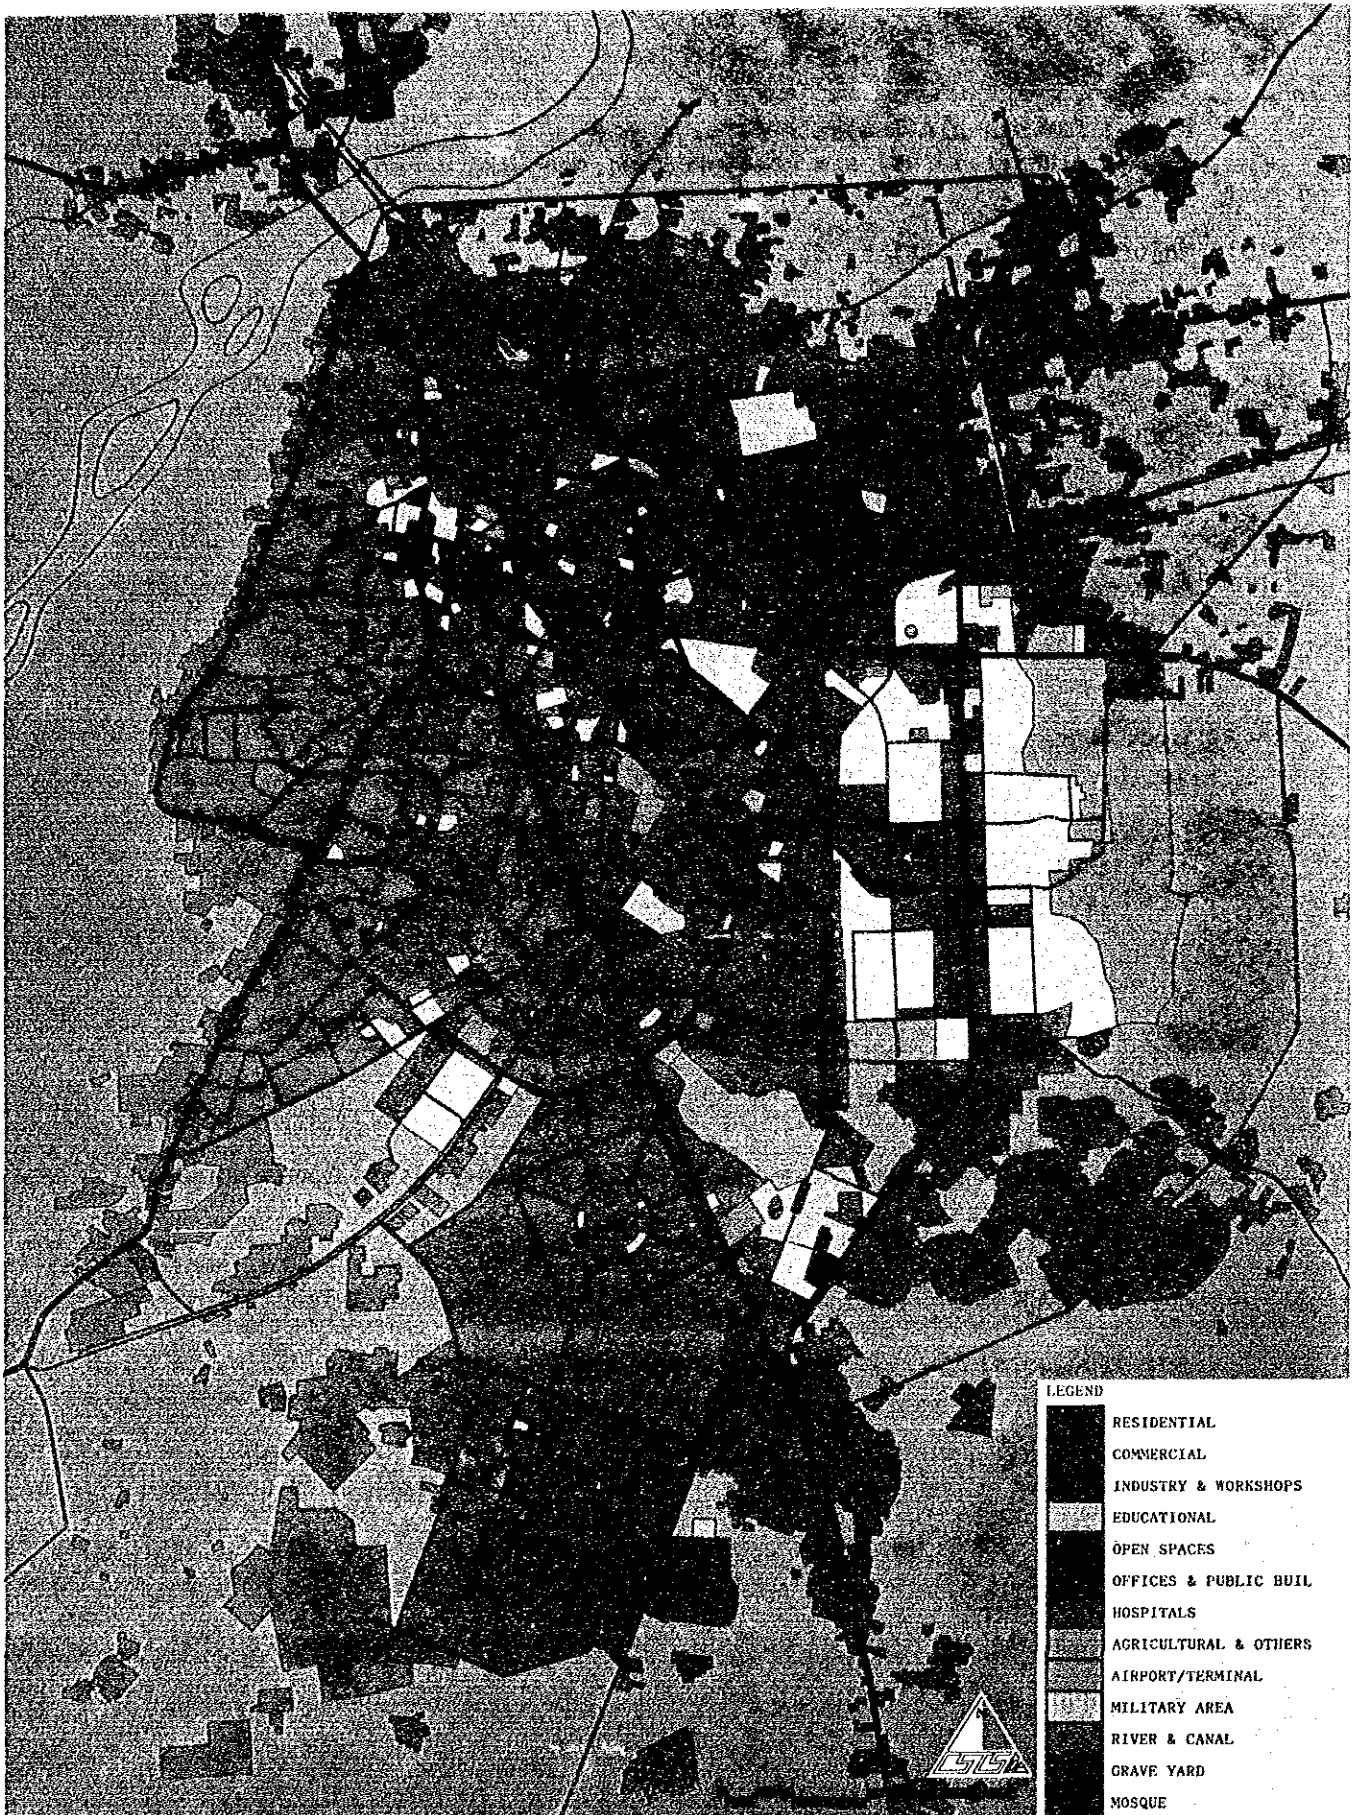 LEGEND
RESIDENTIAL
COMMERCIAL
INDUSTRY & WORKSHOPS
EDUCATIONAL
OPEN SPACES
OFFICES & PUBLIC BUIL
HOSPITALS
AGRICULTURAL & OTHERS
AIRPORT/TERMINAL
MILITARY AREA
RIVER & CANAL
GRAVE YARD
MOSQUE